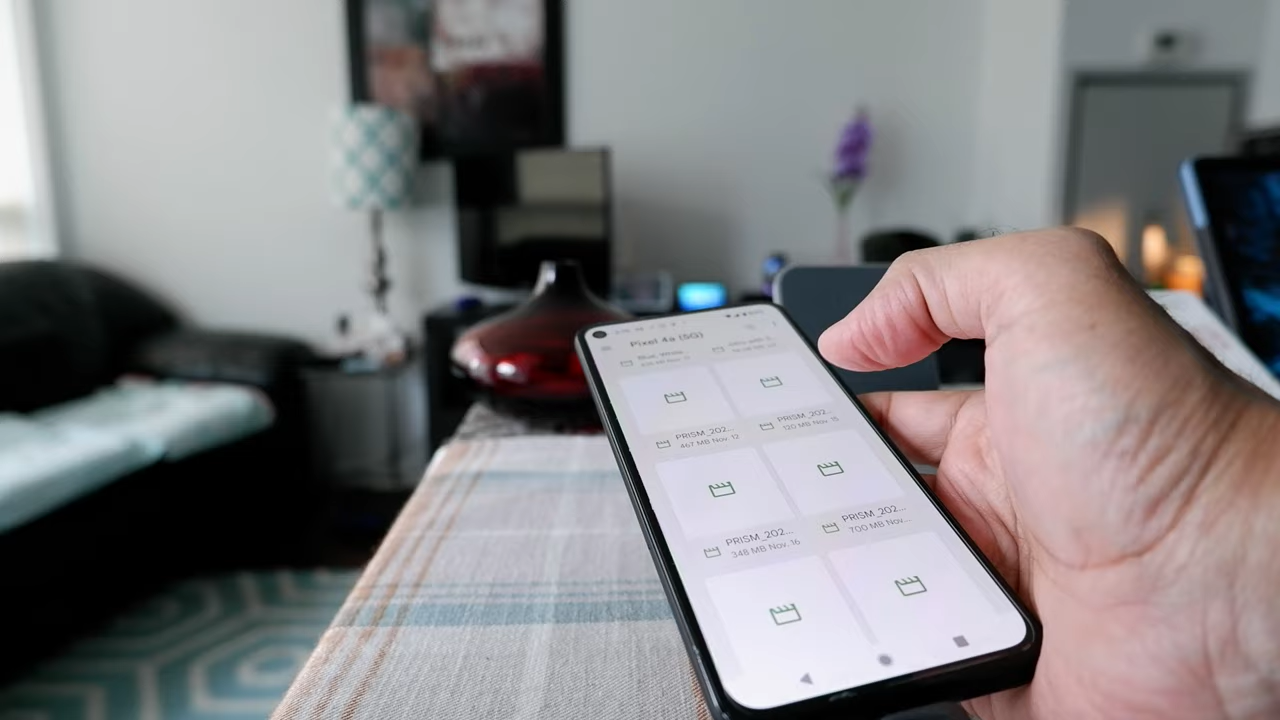 Pixel 4a (5G)
PRISM_202...
467 MB Nov. 12
PRISM_202...
120 MB Nov. 15
PRISM_202...
348 MB Nov. 16
PRISM_202...
700 MB Nov...